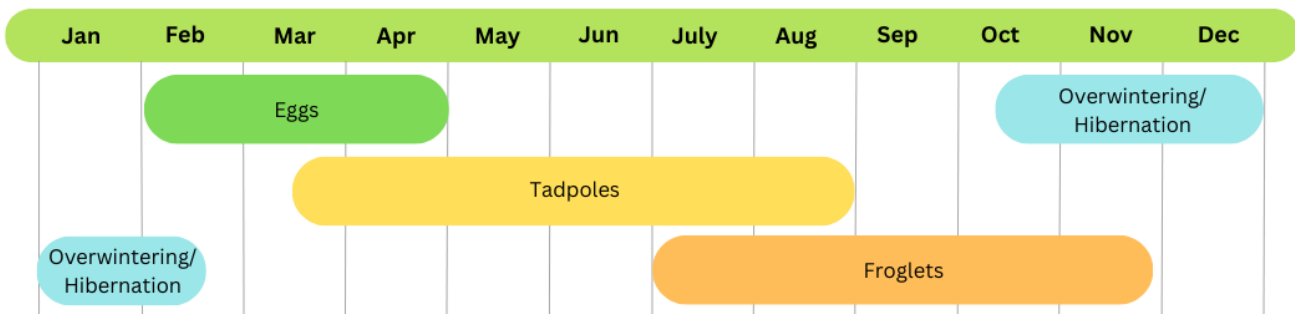 Jan Feb Mar Apr May Jun July Aug Sep Oct Nov Dec
Eggs
Overwintering/
Hibernation
Tadpoles
Overwintering/
Hibernation
Froglets